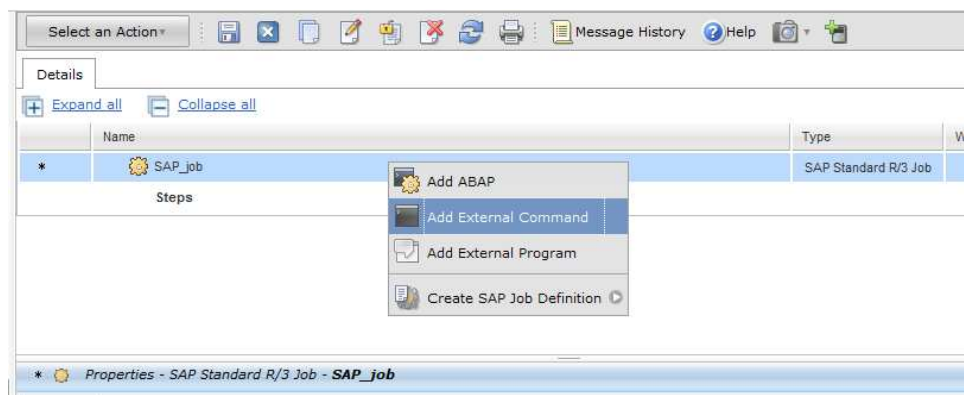 Select an Action Message History Help
Details
Expand all Collapse all
Name Type W
* SAP_job SAP Standard R/3 Job
Steps
Add ABAP
Add External Command
Add External Program
Create SAP Job Definition
* Properties - SAP Standard R/3 Job - SAP_job